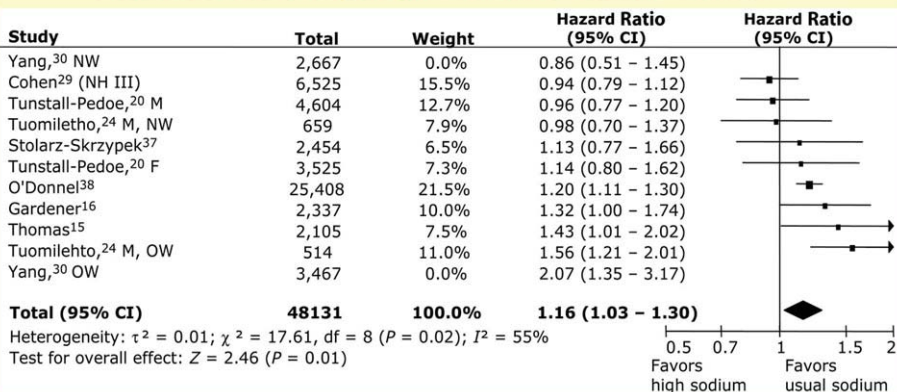 Hazard Ratio Hazard Ratio
Study Total Weight (95% CI) (95% CI)
Yang,³⁰ NW 2,667 0.0% 0.86 (0.51 – 1.45)
Cohen²⁹ (NH III) 6,525 15.5% 0.94 (0.79 – 1.12)
Tunstall-Pedoe,²⁰ M 4,604 12.7% 0.96 (0.77 – 1.20)
Tuomiletho,²⁴ M, NW 659 7.9% 0.98 (0.70 – 1.37)
Stolarz-Skrzypek³⁷ 2,454 6.5% 1.13 (0.77 – 1.66)
Tunstall-Pedoe,²⁰ F 3,525 7.3% 1.14 (0.80 – 1.62)
O'Donnel³⁸ 25,408 21.5% 1.20 (1.11 – 1.30)
Gardener¹⁶ 2,337 10.0% 1.32 (1.00 – 1.74)
Thomas¹⁵ 2,105 7.5% 1.43 (1.01 – 2.02)
Tuomilehto,²⁴ M, OW 514 11.0% 1.56 (1.21 – 2.01)
Yang,³⁰ OW 3,467 0.0% 2.07 (1.35 – 3.17)
Total (95% CI) 48131 100.0% 1.16 (1.03 – 1.30)
Heterogeneity: τ² = 0.01; χ² = 17.61, df = 8 (P = 0.02); I² = 55%
Test for overall effect: Z = 2.46 (P = 0.01)
0.5 0.7 1 1.5 2
Favors Favors
high sodium usual sodium